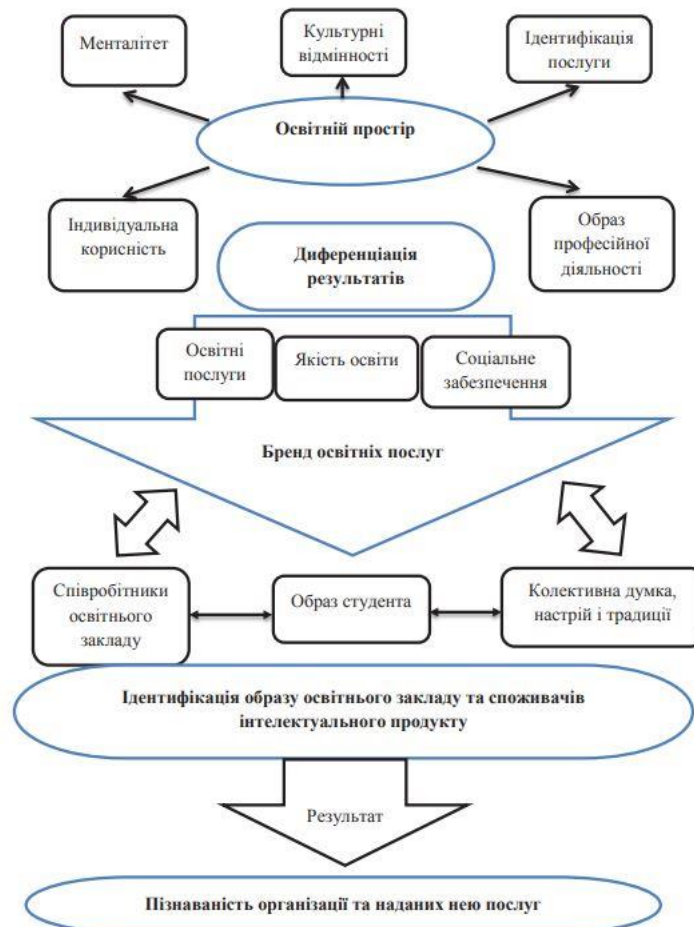 Менталітет
Культурні
відмінності
Ідентифікація
послуги
Освітній простір
Індивідуальна
корисність
Образ
професійної
діяльності
Диференціація
результатів
Освітні
послуги
Якість освіти
Соціальне
забезпечення
Бренд освітніх послуг
Співробітники
освітнього
закладу
Образ студента
Колективна думка,
настрій і традиції
Ідентифікація образу освітнього закладу та споживачів
інтелектуального продукту
Результат
Пізнаваність організації та наданих нею послуг